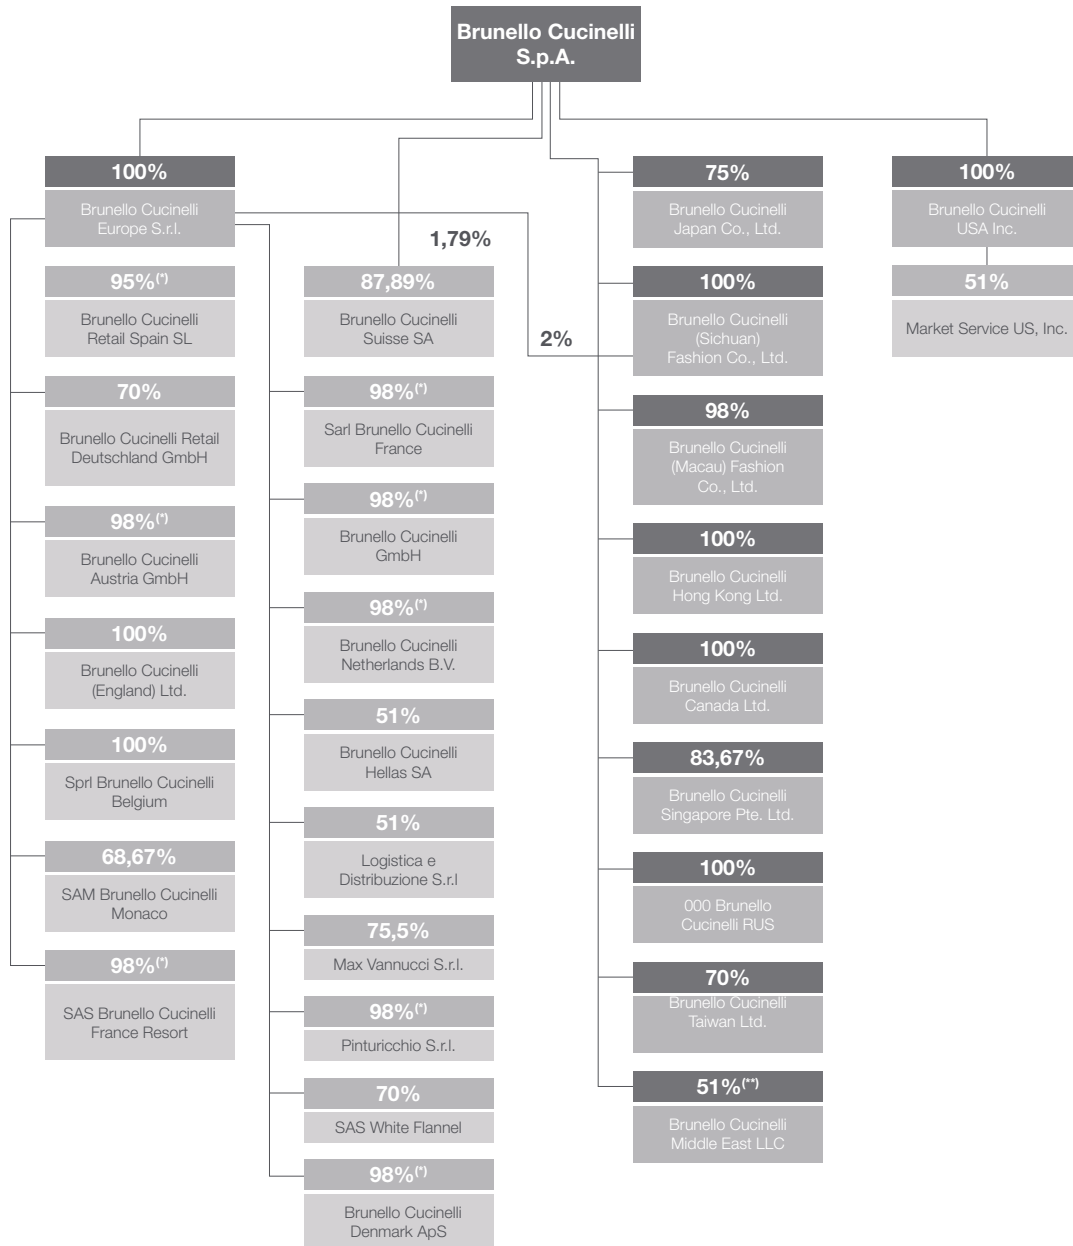 Brunello Cucinelli
S.p.A.
100%
Brunello Cucinelli
Europe S.r.l.
95%(*)
Brunello Cucinelli
Retail Spain SL
70%
Brunello Cucinelli Retail
Deutschland GmbH
98%(*)
Brunello Cucinelli
Austria GmbH
100%
Brunello Cucinelli
(England) Ltd.
100%
Sprl Brunello Cucinelli
Belgium
68,67%
SAM Brunello Cucinelli
Monaco
98%(*)
SAS Brunello Cucinelli
France Resort
1,79%
87,89%
Brunello Cucinelli
Suisse SA
98%(*)
Sarl Brunello Cucinelli
France
98%(*)
Brunello Cucinelli
GmbH
98%(*)
Brunello Cucinelli
Netherlands B.V.
51%
Brunello Cucinelli
Hellas SA
51%
Logistica e
Distribuzione S.r.l
75,5%
Max Vannucci S.r.l.
98%(*)
Pinturicchio S.r.l.
70%
SAS White Flannel
98%(*)
Brunello Cucinelli
Denmark ApS
2%
75%
Brunello Cucinelli
Japan Co., Ltd.
100%
Brunello Cucinelli
(Sichuan)
Fashion Co., Ltd.
98%
Brunello Cucinelli
(Macau) Fashion
Co., Ltd.
100%
Brunello Cucinelli
Hong Kong Ltd.
100%
Brunello Cucinelli
Canada Ltd.
83,67%
Brunello Cucinelli
Singapore Pte. Ltd.
100%
000 Brunello
Cucinelli RUS
70%
Brunello Cucinelli
Taiwan Ltd.
51%(**)
Brunello Cucinelli
Middle East LLC
100%
Brunello Cucinelli
USA Inc.
51%
Market Service US, Inc.